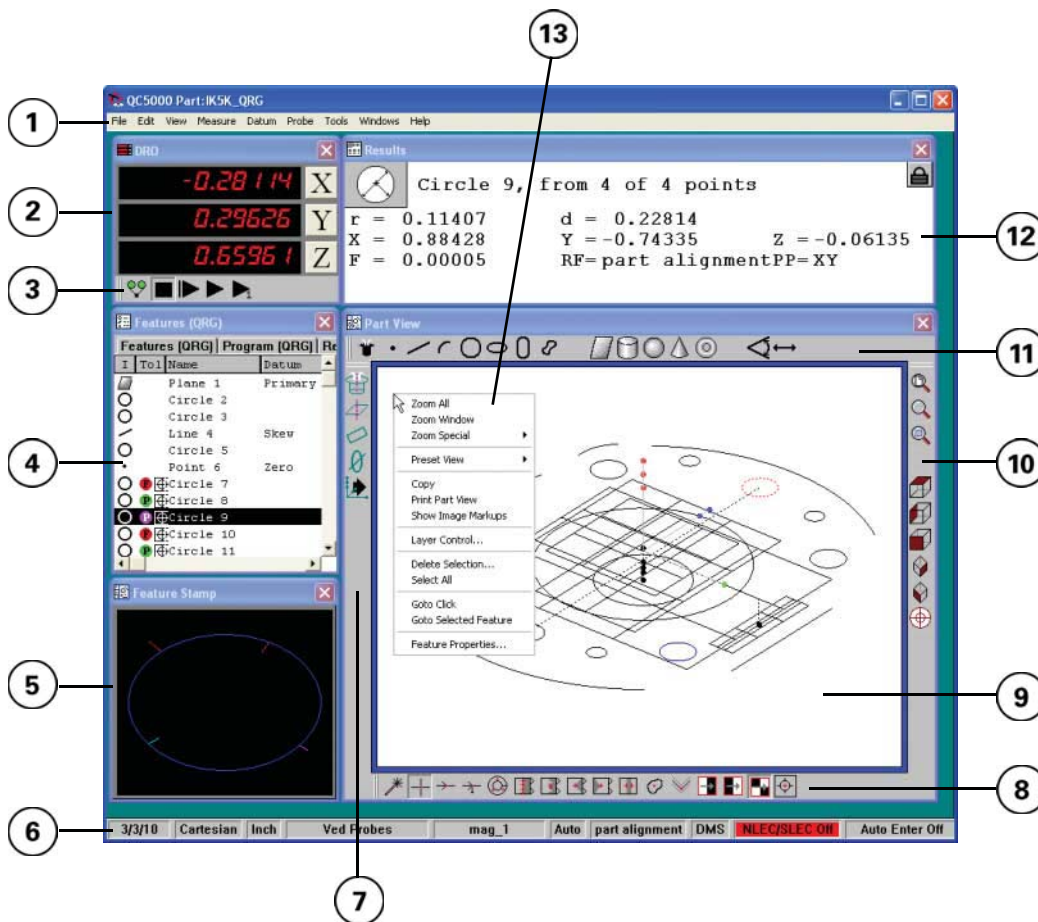 13
QC5000 Part:IK5K_QRG
1
File Edit View Measure Datum Probe Tools Windows Help
DRO
Results
-0.28114 X
Circle 9, from 4 of 4 points
2
0.29626 Y
r = 0.11407 d = 0.22814
X = 0.88428 Y =-0.74335 Z =-0.06135
12
0.65961 Z
F = 0.00005 RF=part alignmentPP=XY
3
1
Features (QRG)
Part View
Features (QRG) Program (QRG) Re
11
I Tol Name Datum
Plane 1 Primary
Circle 2
Circle 3
Line 4 Skew
Circle 5
4
Point 6 Zero
F Circle 7
P Circle 8
P Circle 9
F Circle 10
P Circle 11
Zoom All
Zoom Window
Zoom Special
Preset View
Copy
Print Part View
Show Image Markups
Layer Control...
Delete Selection...
Select All
Goto Click
Goto Selected Feature
Feature Properties...
10
Feature Stamp
5
9
8
6
3/3/10 Cartesian Inch Ved Probes mag_1 Auto part alignment DMS NLEC/SLEC Off Auto Enter Off
7